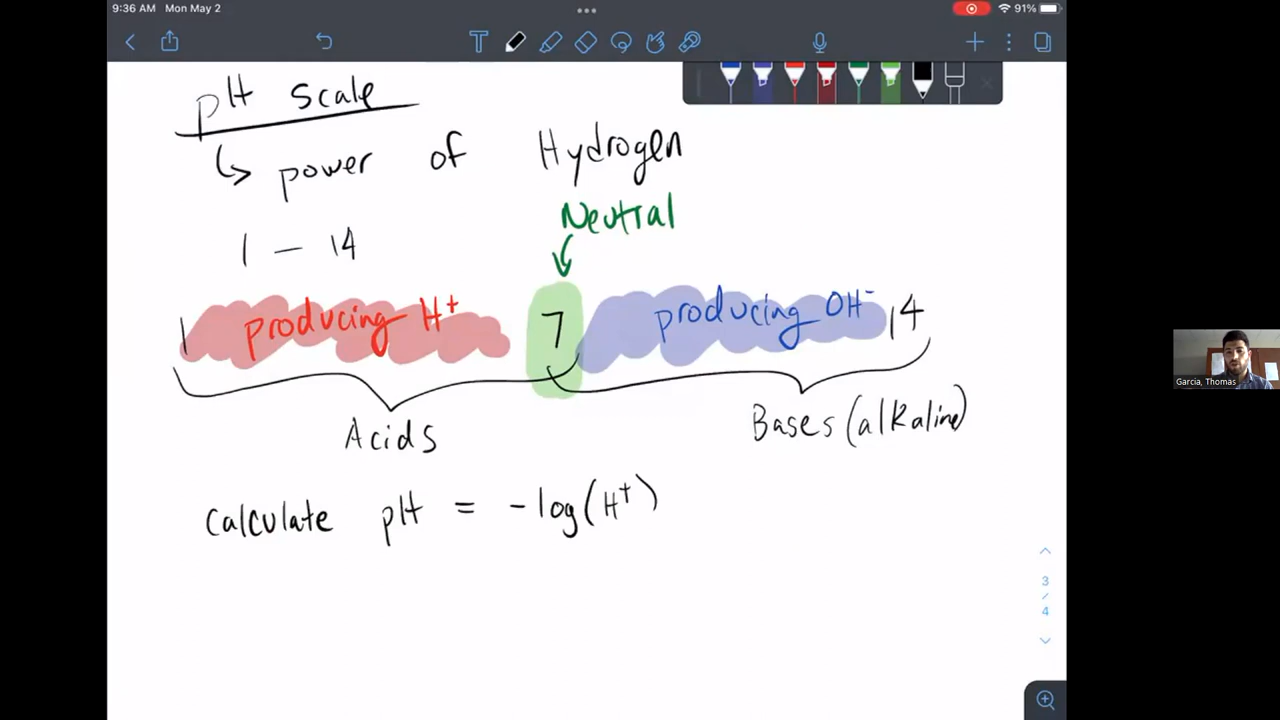 9:36 AM Mon May 2
91%
pH Scale
↳ power of Hydrogen
Neutral
1 – 14
1 producing H⁺ 7 producing OH⁻ 14
Acids
Bases (alkaline)
Calculate pH = -log(H⁺)
Garcia, Thomas
3
/
4